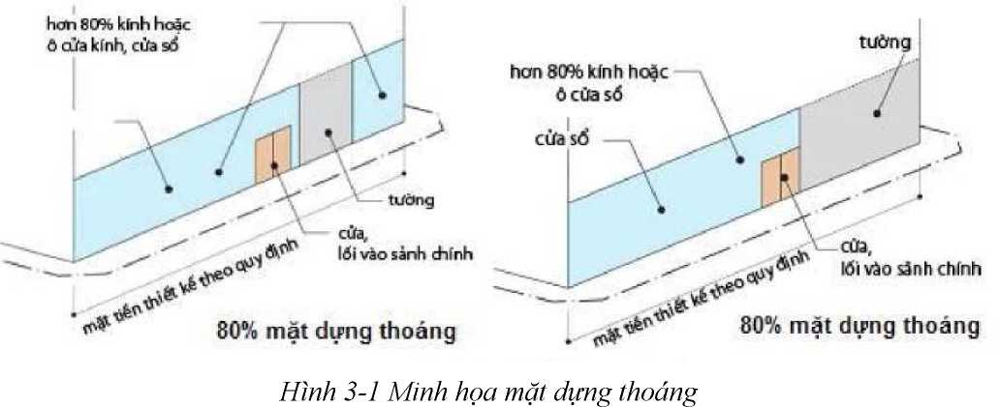 hơn 80% kính hoặc
ô cửa kính, cửa sổ
tường
cửa,
lối vào sảnh chính
mặt tiền thiết kế theo quy định
80% mặt dựng thoáng
tường
hơn 80% kính hoặc
ô cửa sổ
cửa sổ
cửa,
lối vào sảnh chính
mặt tiền thiết kế theo quy định
80% mặt dựng thoáng
Hình 3-1 Minh họa mặt dựng thoáng